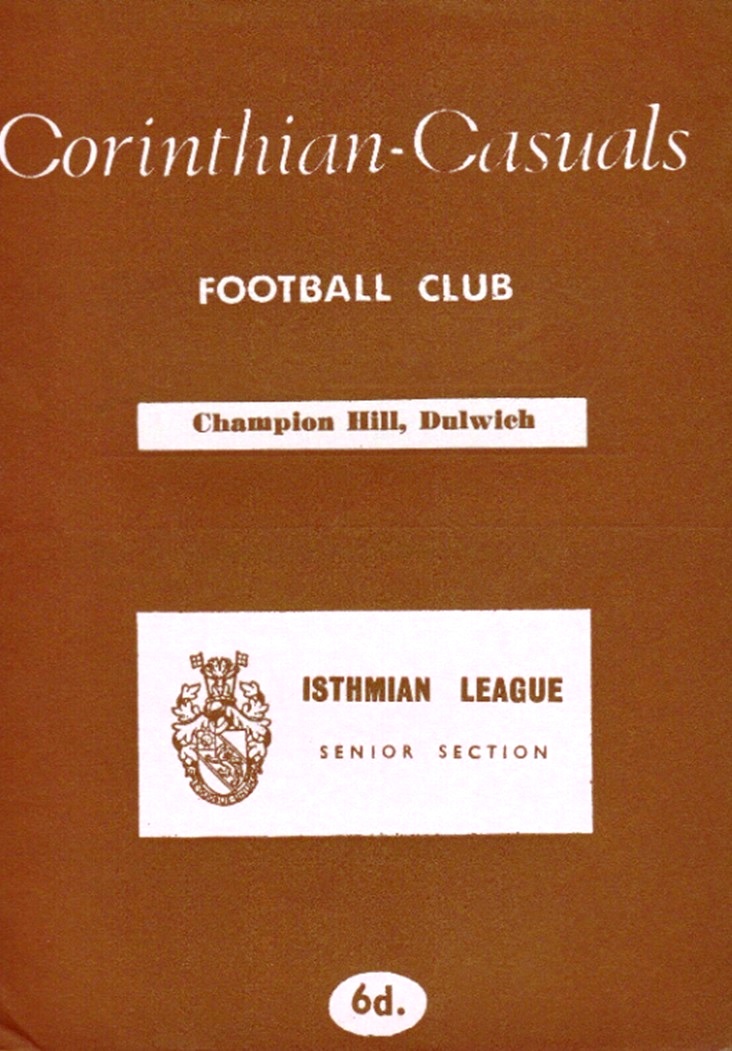 Corinthian-Casuals
FOOTBALL CLUB
Champion Hill, Dulwich
ISTHMIAN LEAGUE
SENIOR SECTION
6d.